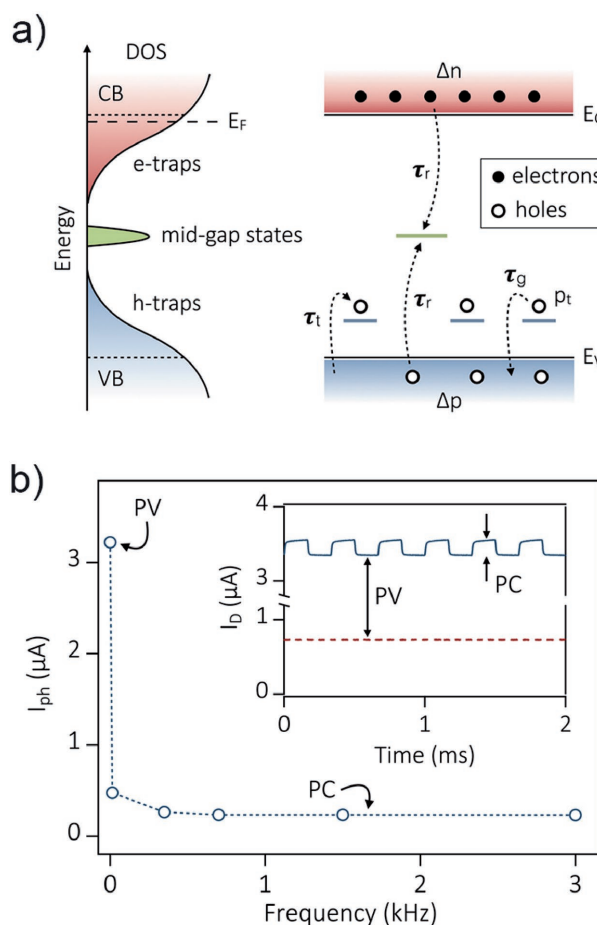 a)
DOS
CB
E_F
e-traps
mid-gap states
h-traps
VB
Energy
Δn
τ_r
electrons
holes
τ_t
τ_r
τ_g
p_t
Δp
b)
PV
PC
I_ph (μA)
3
2
1
0
0
1
2
3
Frequency (kHz)
4
3
1
0
I_D (μA)
PV
PC
0
1
2
Time (ms)